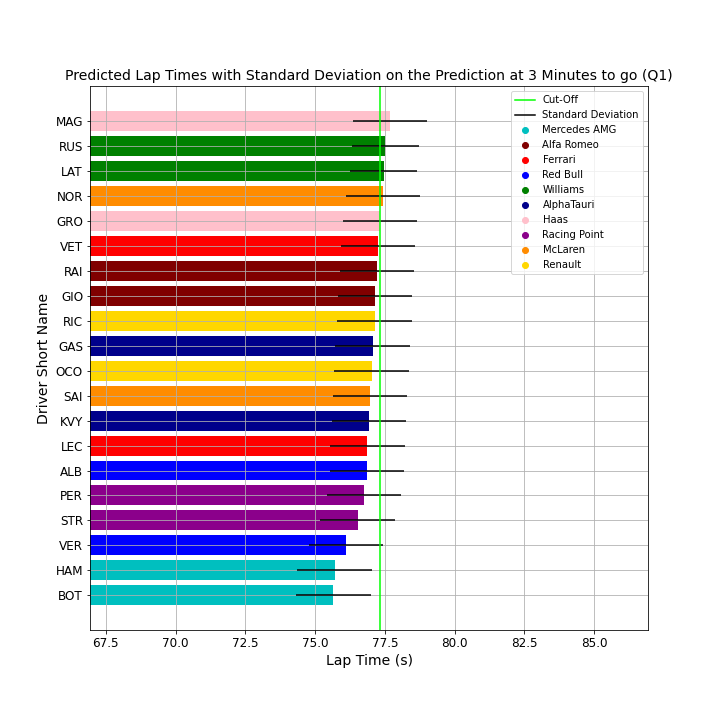 Predicted Lap Times with Standard Deviation on the Prediction at 3 Minutes to go (Q1)
Cut-Off
Standard Deviation
Mercedes AMG
Alfa Romeo
Ferrari
Red Bull
Williams
AlphaTauri
Haas
Racing Point
McLaren
Renault
Driver Short Name
MAG
RUS
LAT
NOR
GRO
VET
RAI
GIO
RIC
GAS
OCO
SAI
KVY
LEC
ALB
PER
STR
VER
HAM
BOT
67.5 70.0 72.5 75.0 77.5 80.0 82.5 85.0
Lap Time (s)